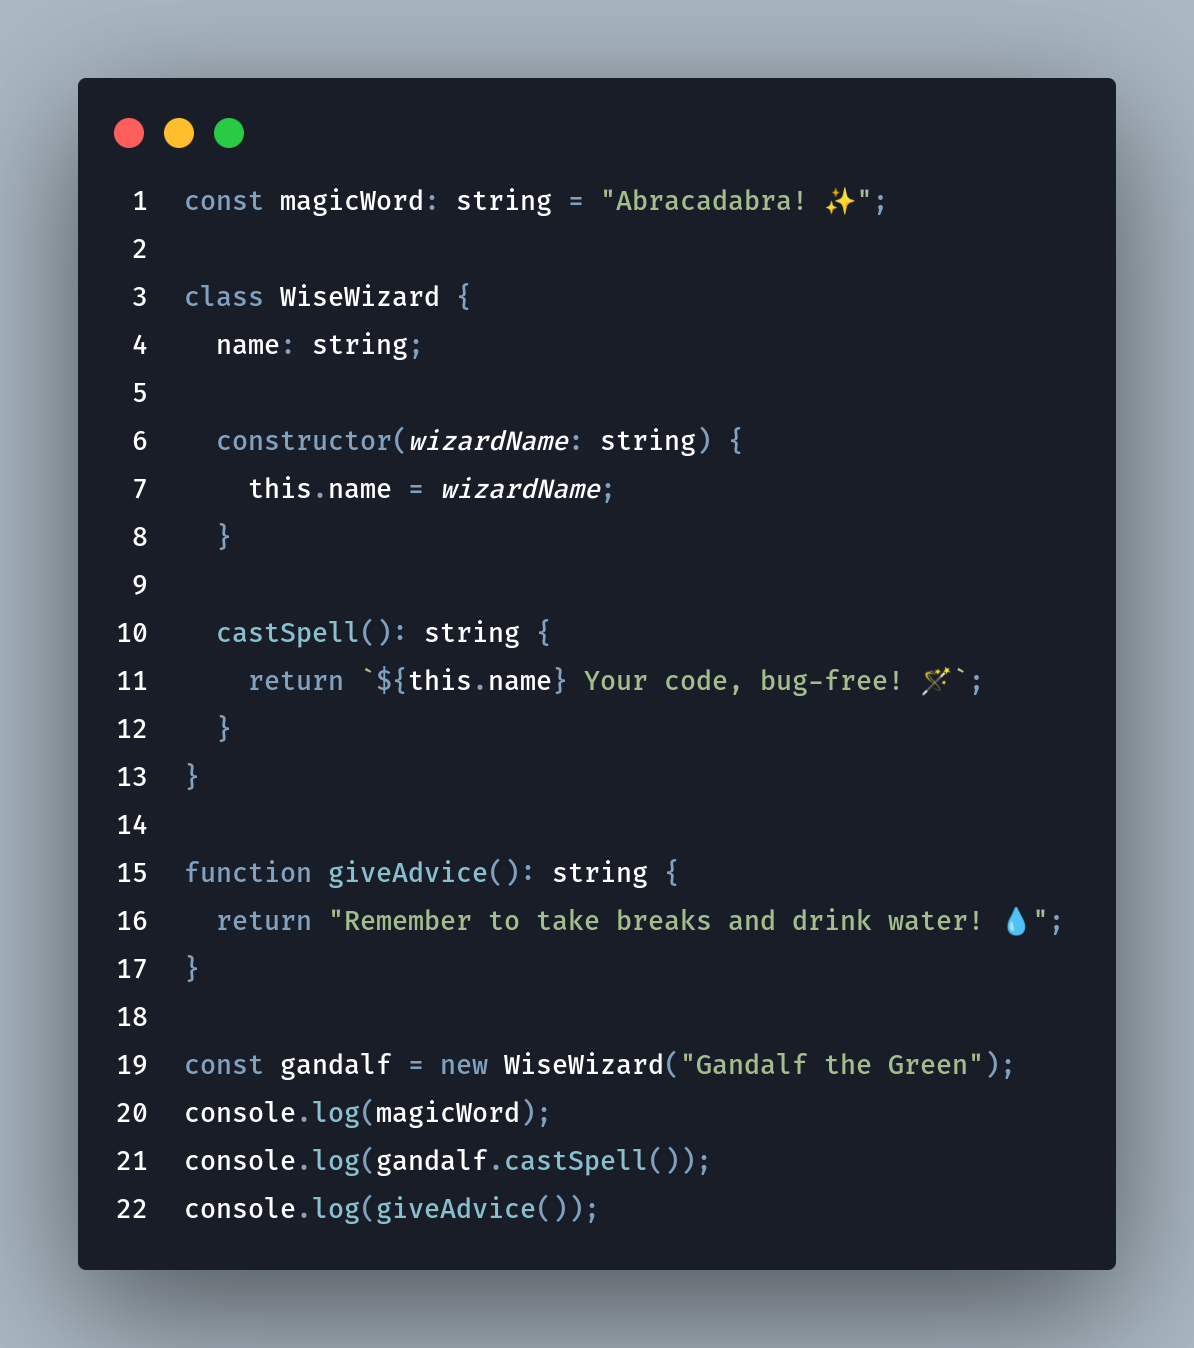 1 const magicWord: string = "Abracadabra! ✨";
2
3 class WiseWizard {
4   name: string;
5
6   constructor(wizardName: string) {
7     this.name = wizardName;
8   }
9
10   castSpell(): string {
11     return `${this.name} Your code, bug-free! 🪄`;
12   }
13 }
14
15 function giveAdvice(): string {
16   return "Remember to take breaks and drink water! 💧";
17 }
18
19 const gandalf = new WiseWizard("Gandalf the Green");
20 console.log(magicWord);
21 console.log(gandalf.castSpell());
22 console.log(giveAdvice());